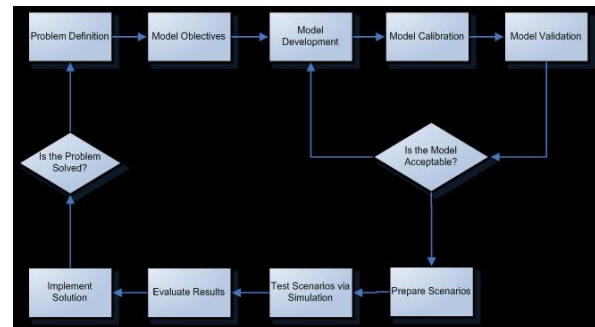 Problem Definition
Model Objectives
Model
Development
Model Calibration
Model Validation
Is the Problem
Solved?
Is the Model
Acceptable?
Implement
Solution
Evaluate Results
Test Scenarios via
Simulation
Prepare Scenarios